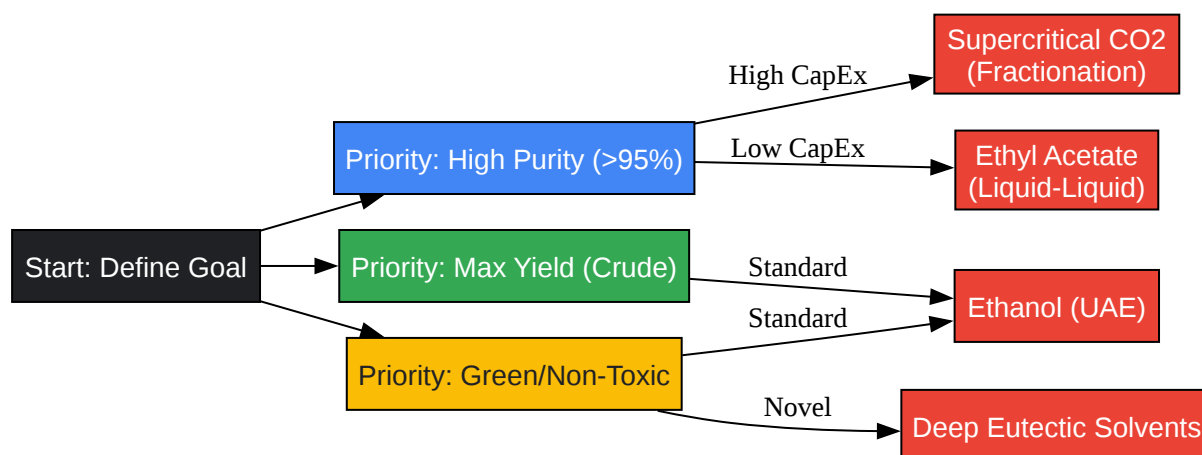 Supercritical CO2
(Fractionation)
High CapEx
Priority: High Purity (>95%)
Low CapEx
Ethyl Acetate
(Liquid-Liquid)
Start: Define Goal
Priority: Max Yield (Crude)
Standard
Ethanol (UAE)
Standard
Priority: Green/Non-Toxic
Novel
Deep Eutectic Solvents